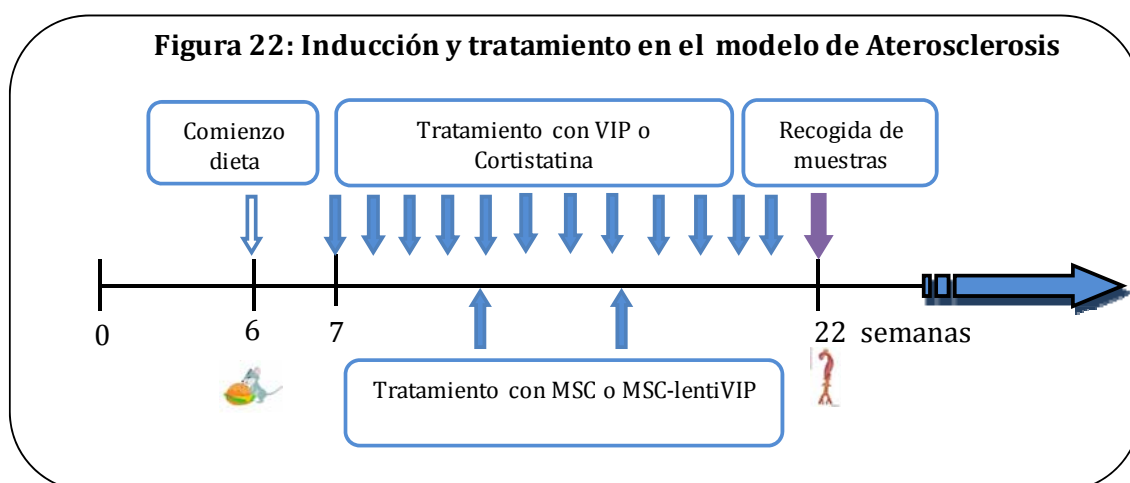 Figura 22: Inducción y tratamiento en el modelo de Aterosclerosis
Comienzo
dieta
Tratamiento con VIP o
Cortistatina
Recogida de
muestras
0
6
7
22 semanas
Tratamiento con MSC o MSC-lentiVIP